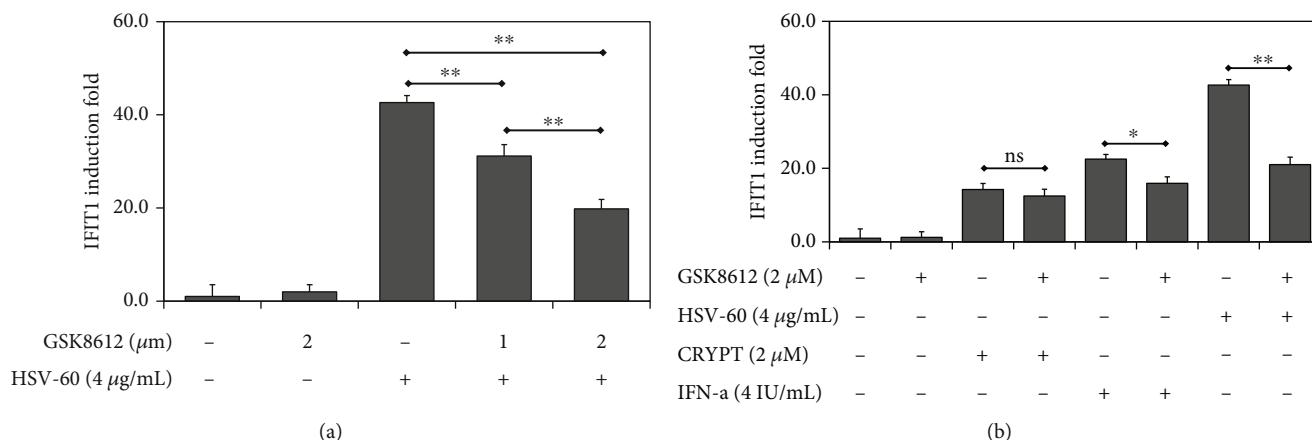 60.0
40.0
20.0
0.0
IFIT1 induction fold
**
**
**
GSK8612 (μm) – 2 – 1 2
HSV-60 (4 μg/mL) – – + + +
(a)
60.0
40.0
20.0
0.0
IFIT1 induction fold
ns
*
**
GSK8612 (2 μM) – + – + – + – +
HSV-60 (4 μg/mL) – – – – – – + +
CRYPT (2 μM) – – + + – – – –
IFN-a (4 IU/mL) – – – – + + – –
(b)